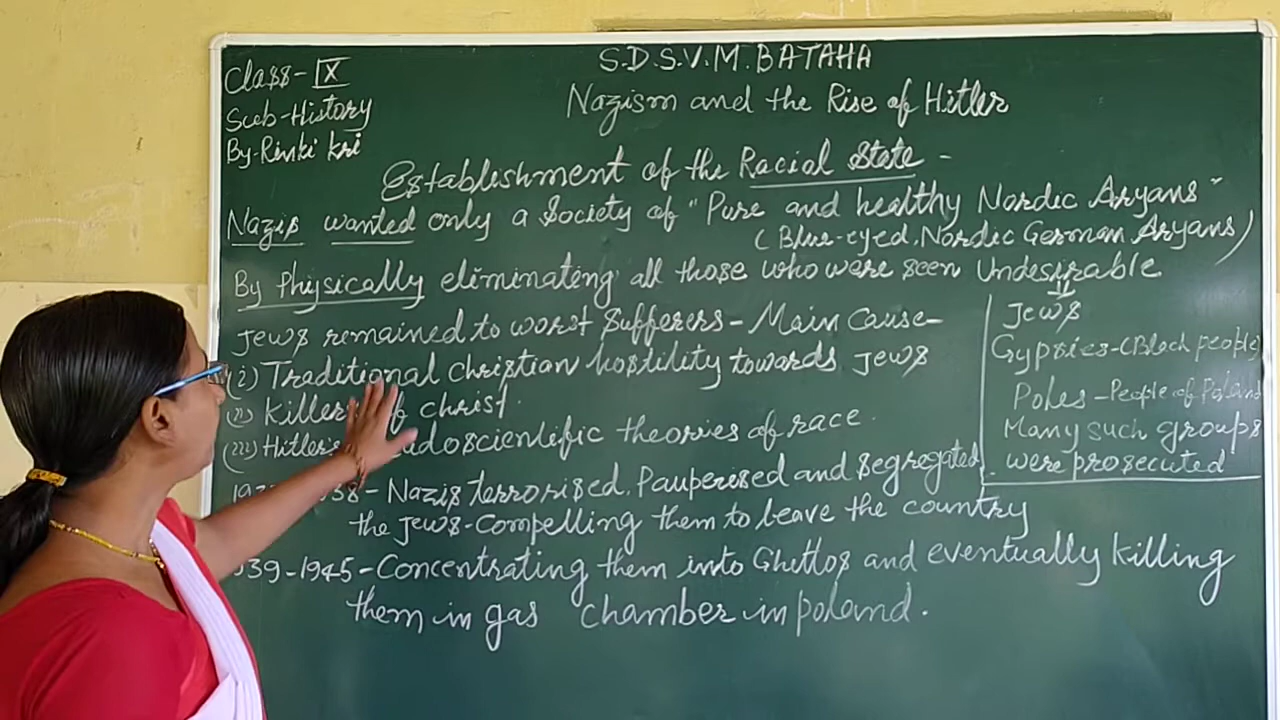 S.D.S.V.M. BATAHA
Class-X
Sub-History
By-Rinki kri
Nazism and the Rise of Hitler
Establishment of the Racial State -
Nazis wanted only a Society of "Pure and healthy Nordic Aryans"
(Blue-eyed, Nordic German Aryans)
By Physically eliminating all those who were seen Undesirable
Jews remained to worst Sufferers - Main Cause-
(i) Traditional Christian hostility towards Jews
(ii) Killer of Christ.
(iii) Hitler's adoscientific theories of race.
38- Nazis terrorised, Pauperised and segregated
the Jews-Compelling them to leave the country
39-1945-Concentrating them into Ghettos and eventually killing
them in gas chamber in poland.
Jews
Gypsies-(Black people)
Poles-People of Poland
Many such groups
were prosecuted